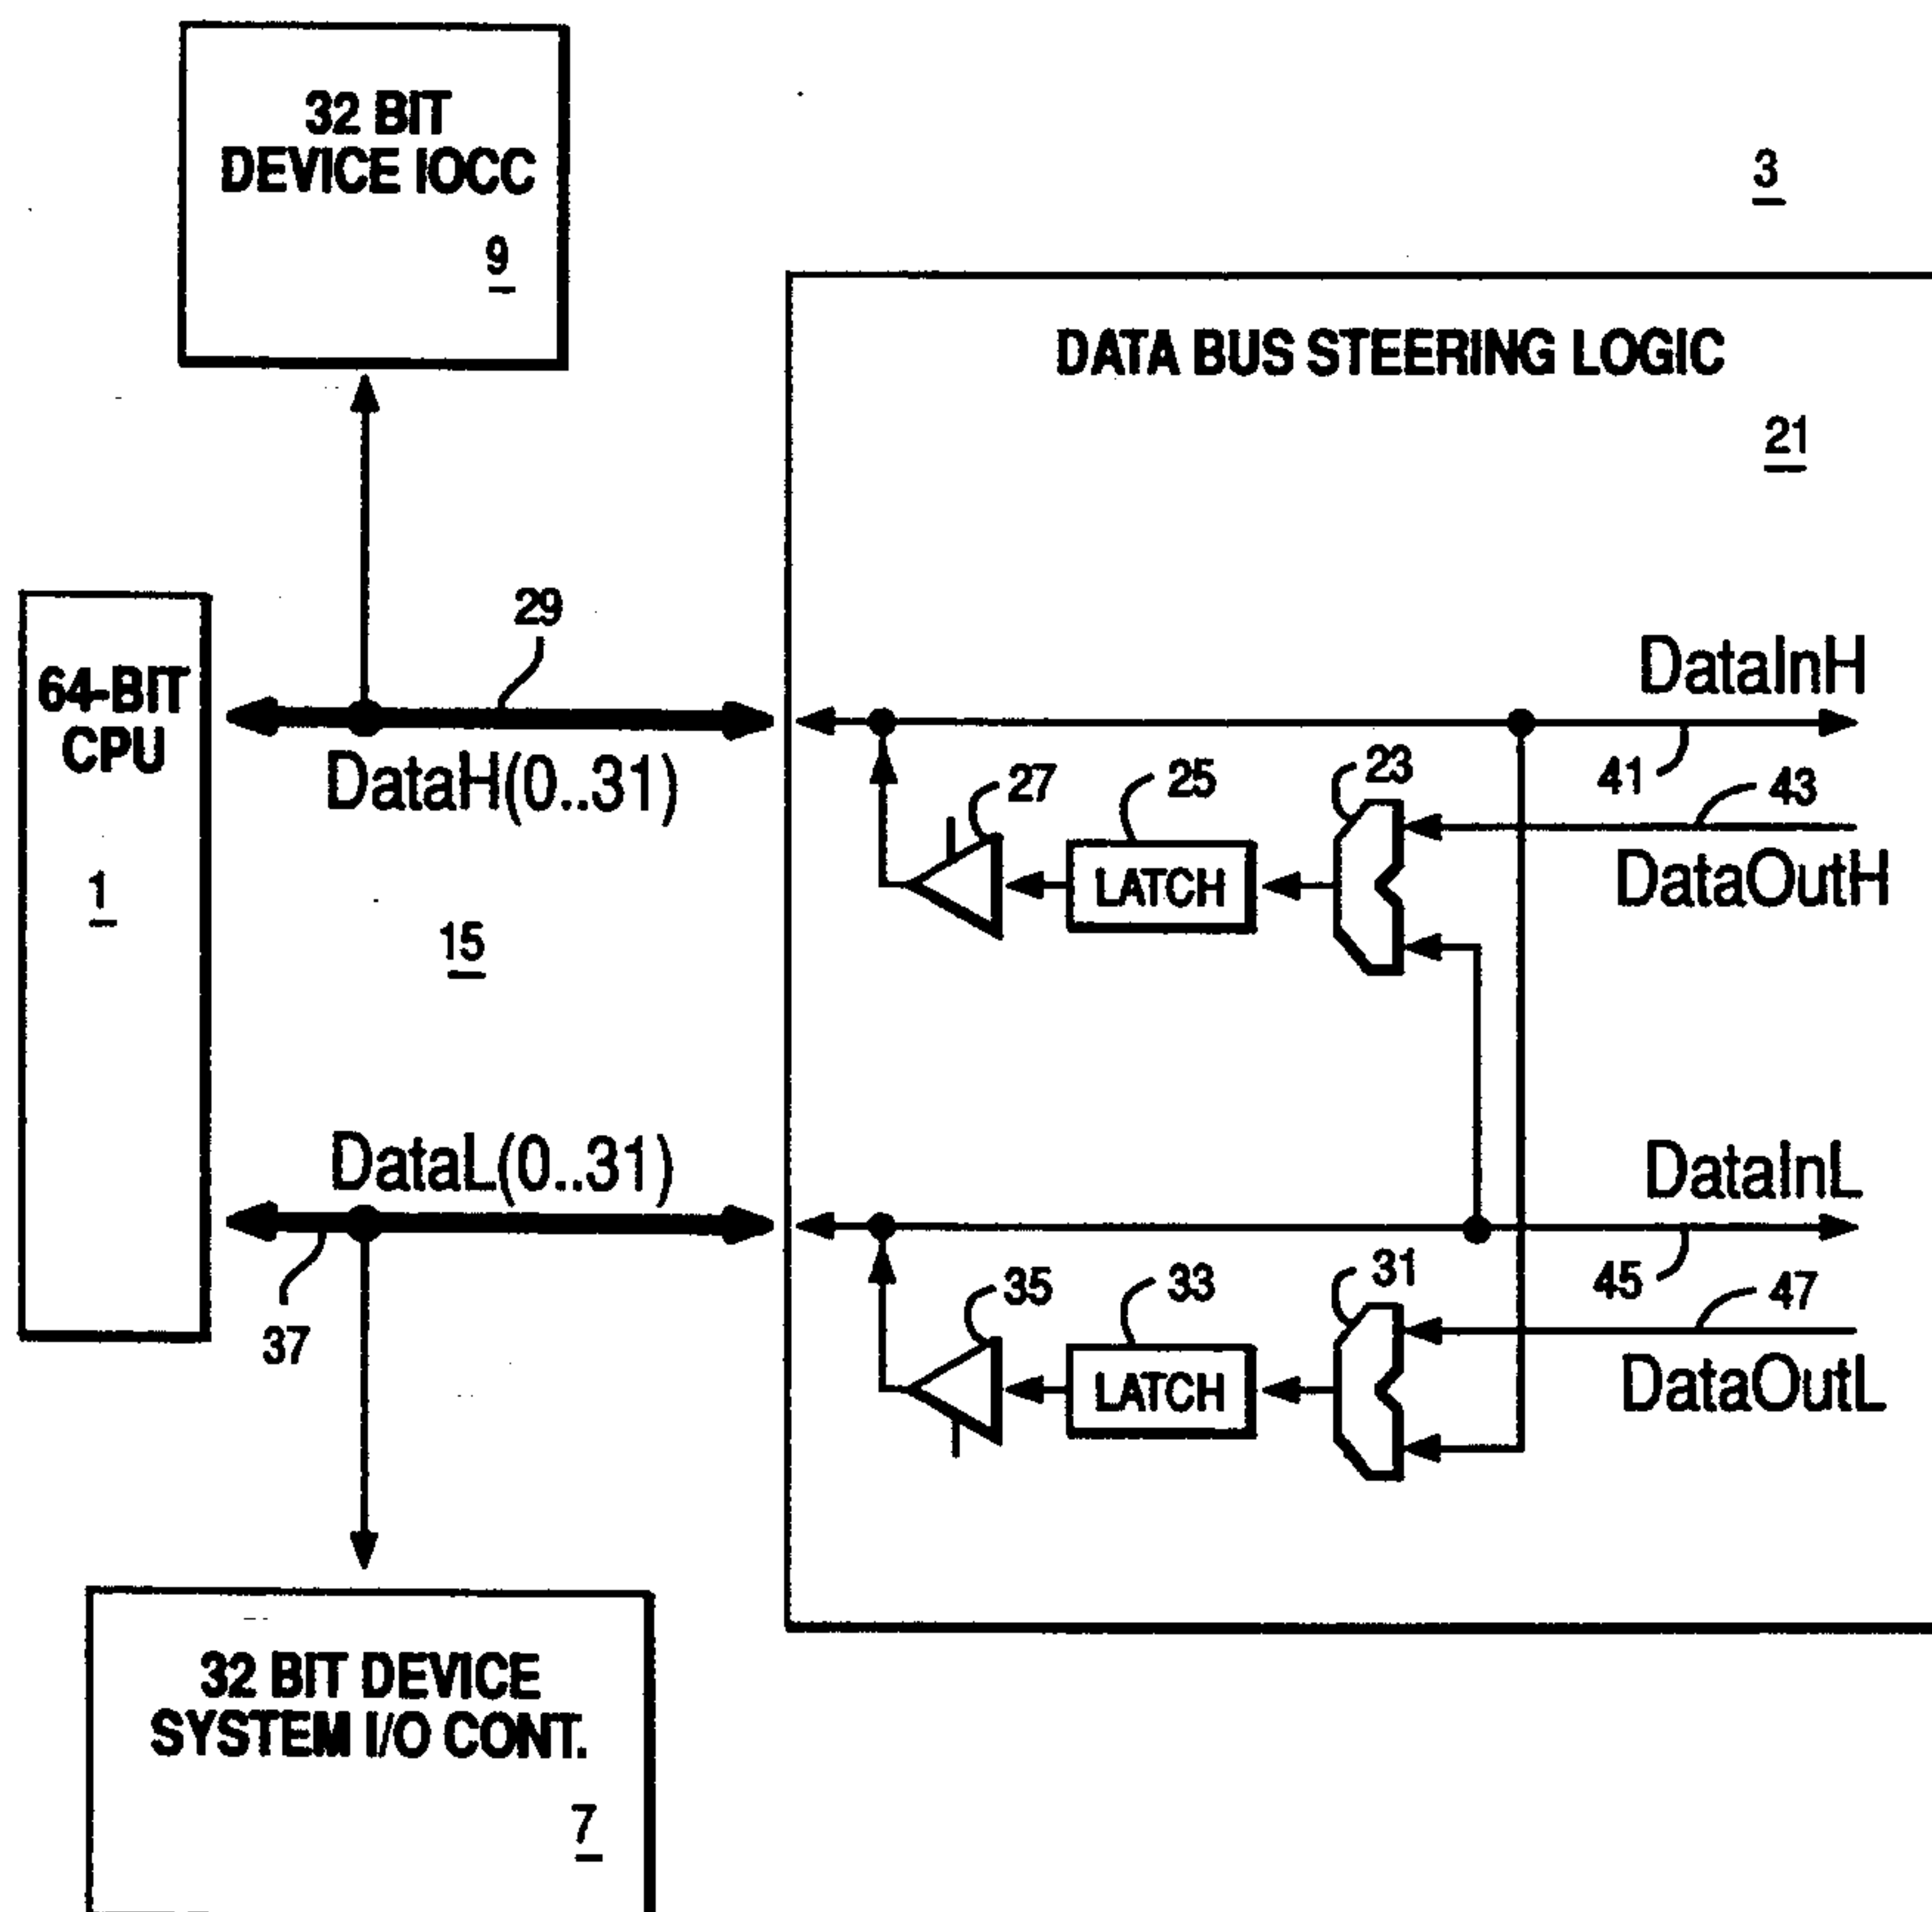 32 BIT
DEVICE IOCC
9
3
DATA BUS STEERING LOGIC
21
64-BIT
CPU
1
29
DataH(0..31)
15
DataInH
41
43
DataOutH
27
25
23
LATCH
DataL(0..31)
37
DataInL
45
47
DataOutL
35
33
31
LATCH
32 BIT DEVICE
SYSTEM I/O CONT.
7